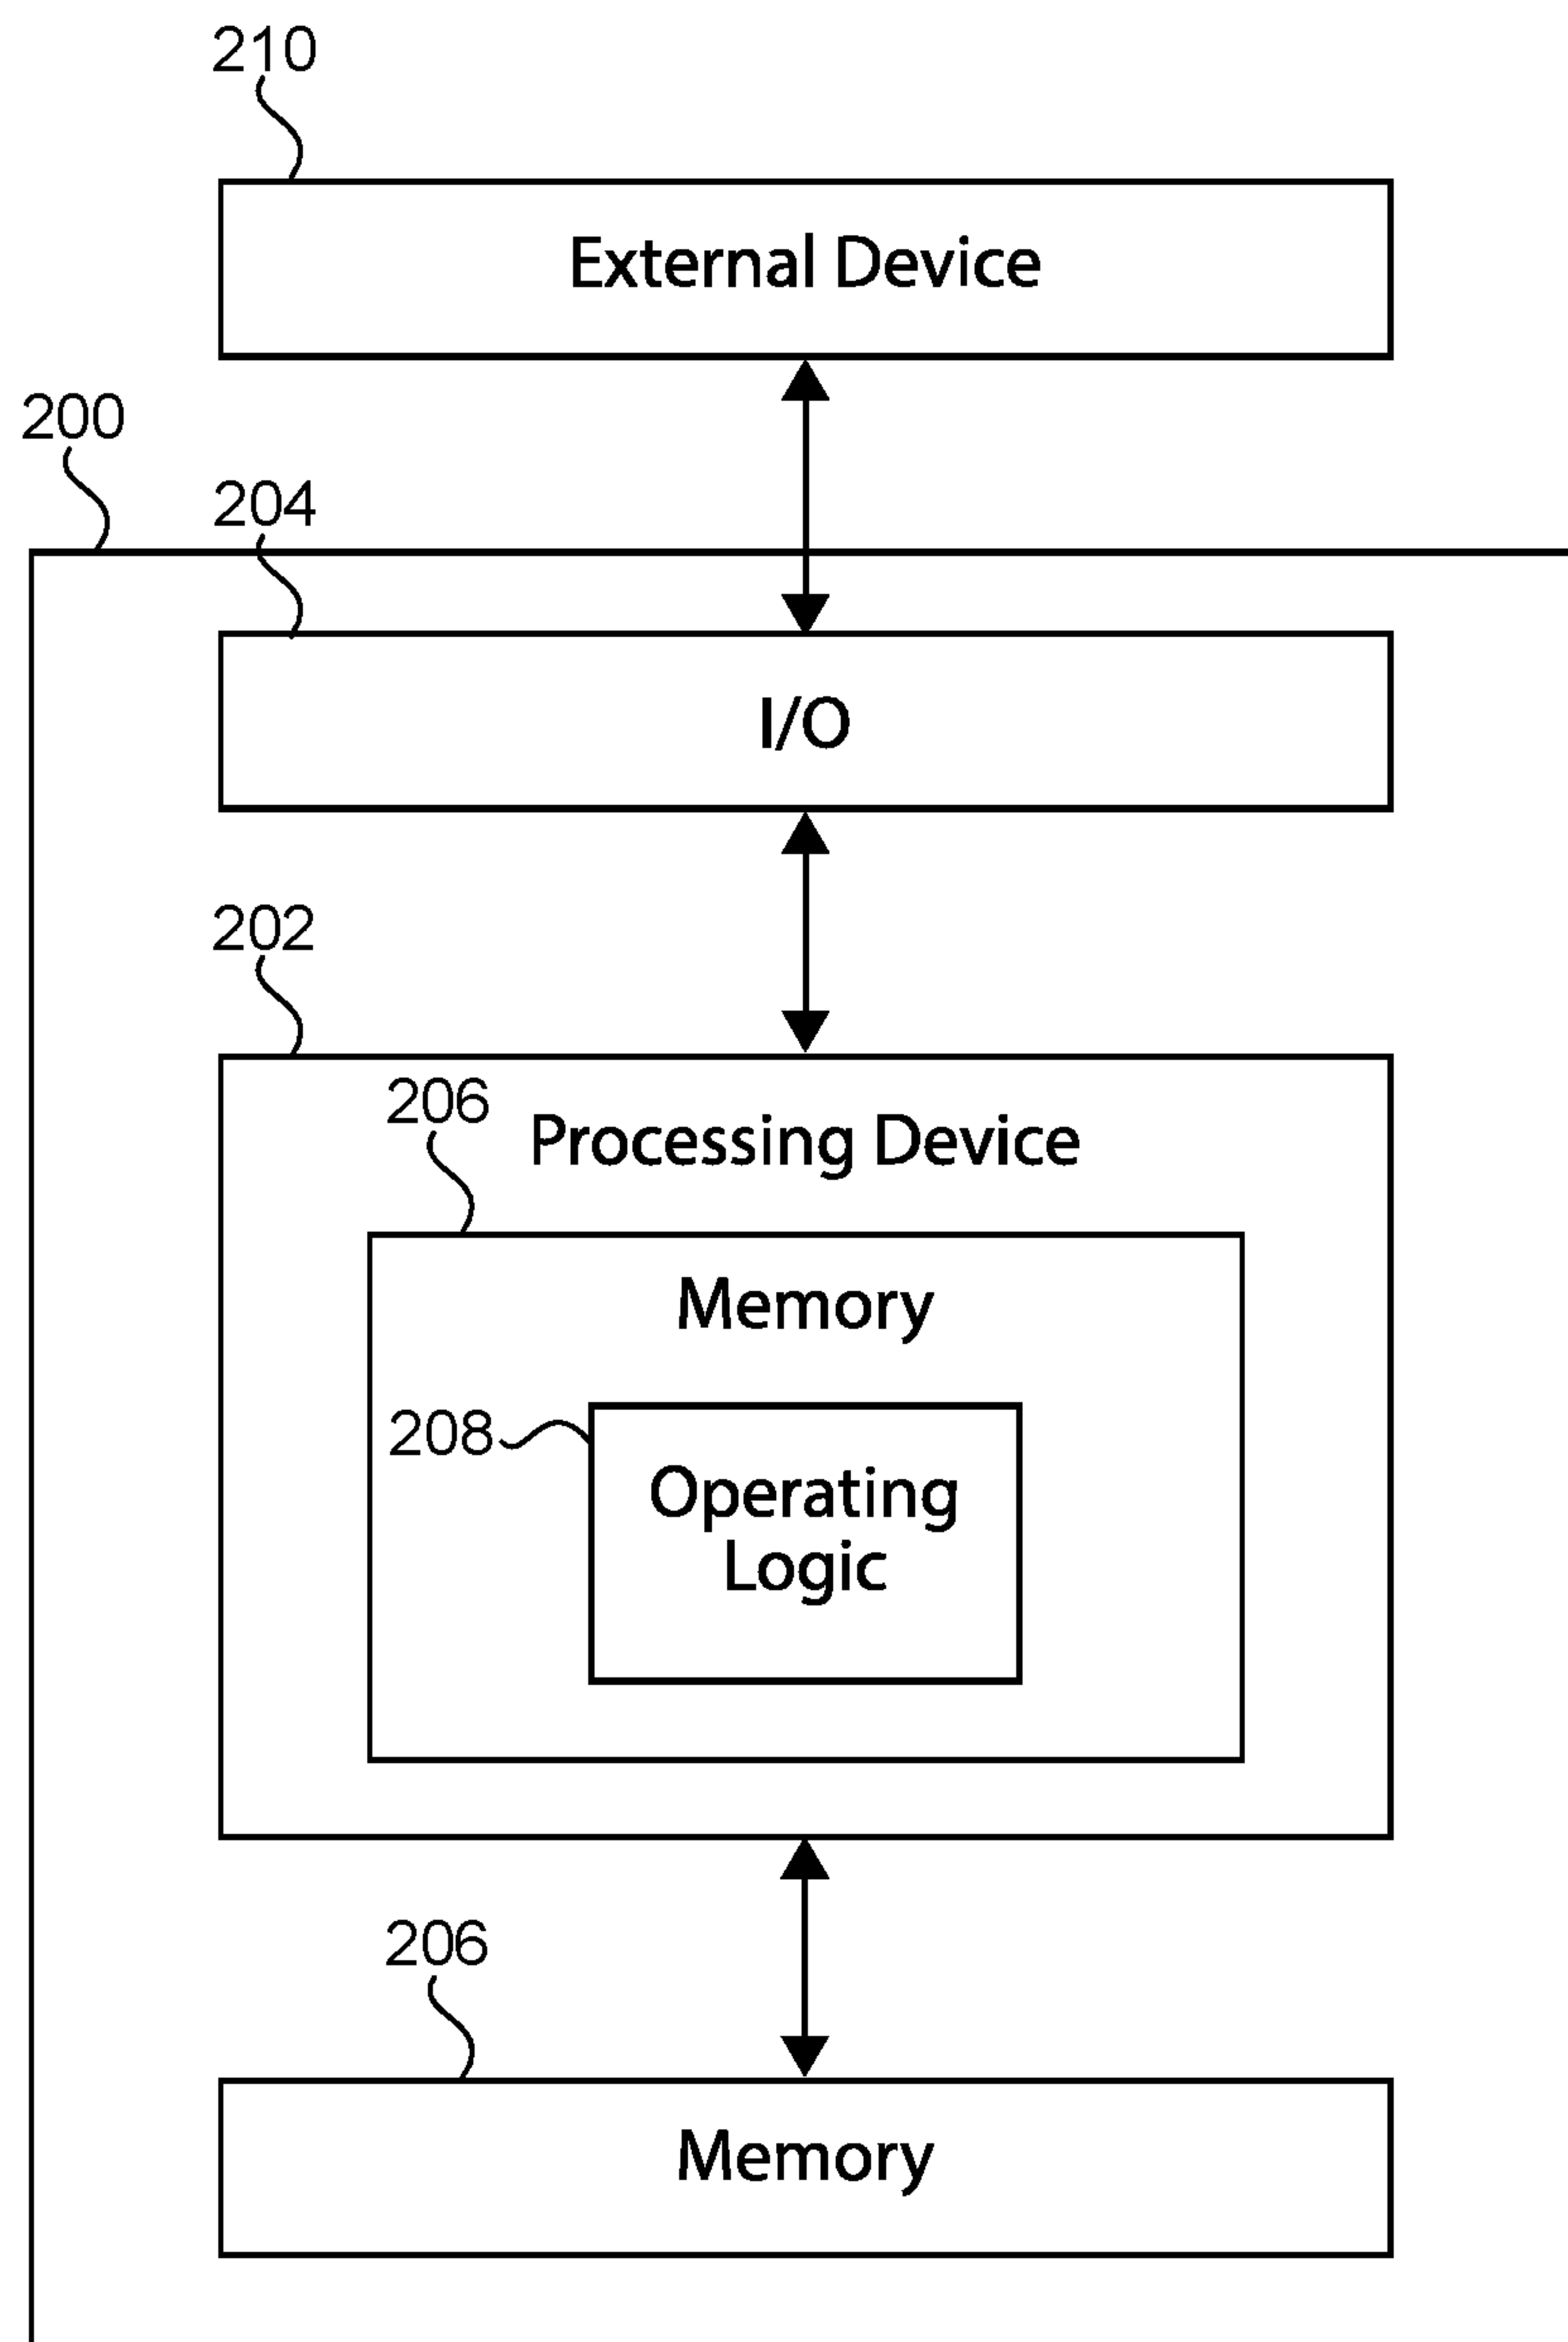 210
External Device
200
204
I/O
202
206
Processing Device
Memory
208
Operating
Logic
206
Memory